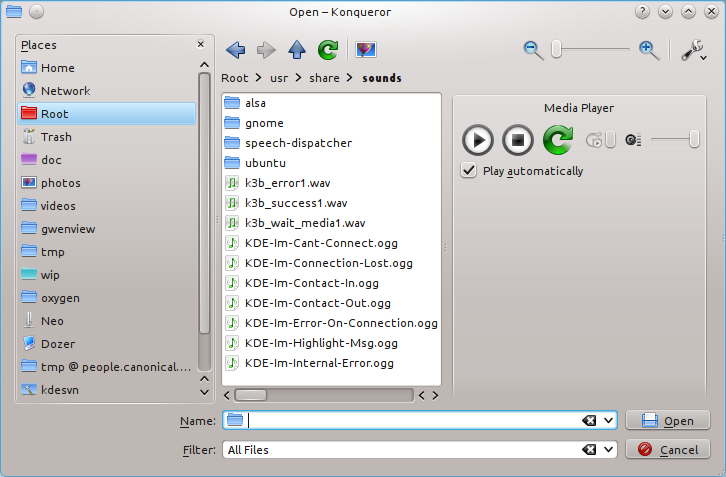 Open – Konqueror
Places
Home
Network
Root
Trash
doc
photos
videos
gwenview
tmp
wip
oxygen
Neo
Dozer
tmp @ people.canonical....
kdesvn
Root > usr > share > sounds
alsa
gnome
speech-dispatcher
ubuntu
k3b_error1.wav
k3b_success1.wav
k3b_wait_media1.wav
KDE-Im-Cant-Connect.ogg
KDE-Im-Connection-Lost.ogg
KDE-Im-Contact-In.ogg
KDE-Im-Contact-Out.ogg
KDE-Im-Error-On-Connection.ogg
KDE-Im-Highlight-Msg.ogg
KDE-Im-Internal-Error.ogg
Media Player
Play automatically
Name:
Open
Filter: All Files
Cancel